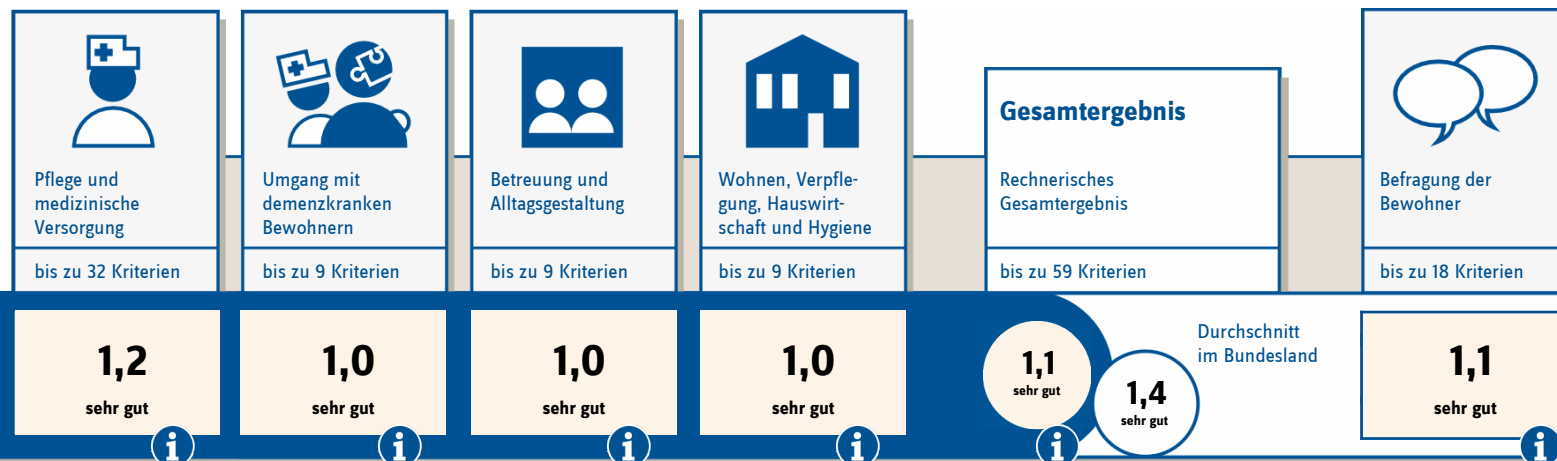 Pflege und
medizinische
Versorgung
bis zu 32 Kriterien
1,2
sehr gut
i
Umgang mit
demenzkranken
Bewohnern
bis zu 9 Kriterien
1,0
sehr gut
i
Betreuung und
Alltagsgestaltung
bis zu 9 Kriterien
1,0
sehr gut
i
Wohnen, Verpfle-
gung, Hauswirt-
schaft und Hygiene
bis zu 9 Kriterien
1,0
sehr gut
i
Gesamtergebnis
Rechnerisches
Gesamtergebnis
bis zu 59 Kriterien
1,1
sehr gut
i
Durchschnitt
im Bundesland
1,4
sehr gut
Befragung der
Bewohner
bis zu 18 Kriterien
1,1
sehr gut
i